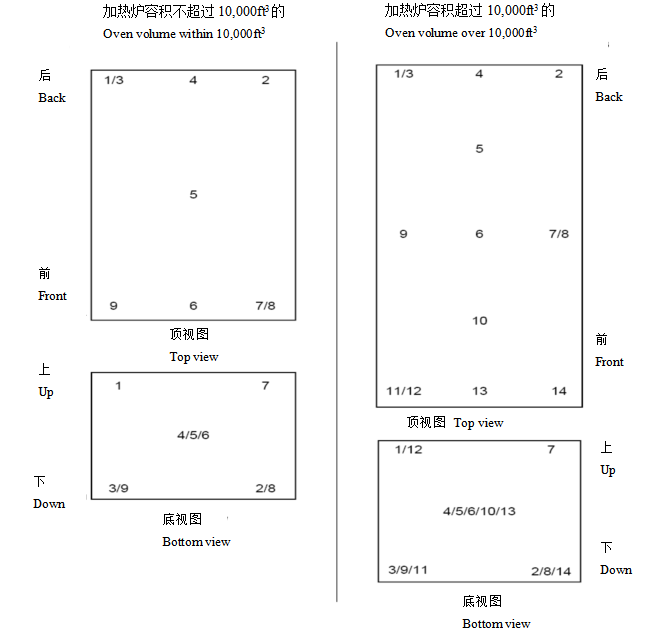 加热炉容积不超过 10,000ft³的
Oven volume within 10,000ft³
后
Back
1/3 4 2
5
前
Front
9 6 7/8
顶视图
Top view
上
Up
1 7
4/5/6
下
Down
3/9 2/8
底视图
Bottom view
加热炉容积超过 10,000ft³的
Oven volume over 10,000ft³
后
Back
1/3 4 2
5
9 6 7/8
10
前
Front
11/12 13 14
顶视图 Top view
上
Up
1/12 7
4/5/6/10/13
下
Down
3/9/11 2/8/14
底视图
Bottom view